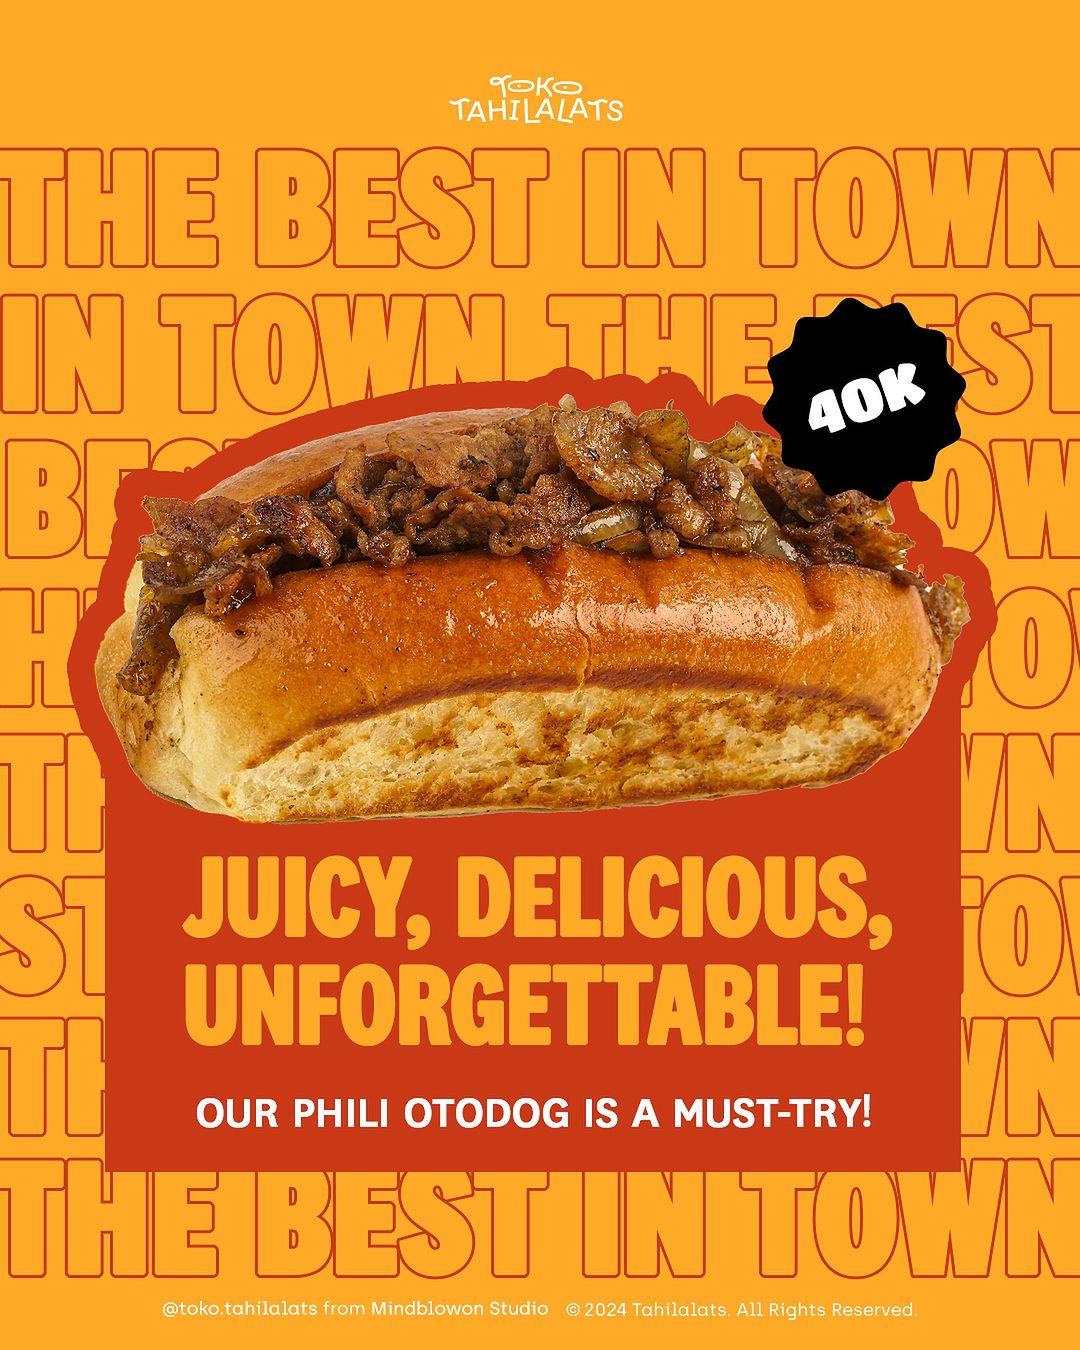 TOKO
TAHILALATS
THE BEST IN TOWN
IN TOWN THE BEST
40K
JUICY, DELICIOUS,
UNFORGETTABLE!
OUR PHILI OTODOG IS A MUST-TRY!
THE BEST IN TOWN
@toko.tahilalats from Mindblowon Studio © 2024 Tahilalats. All Rights Reserved.